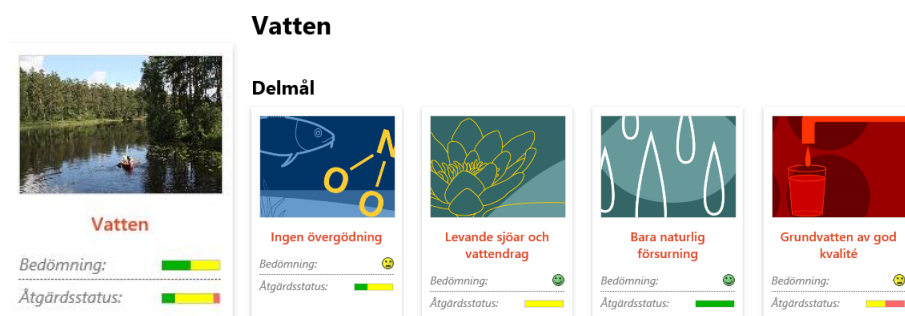 Vatten
Bedömning:
Åtgärdsstatus:
Vatten
Delmål
N
O
O
Ingen övergödning
Bedömning:
Åtgärdsstatus:
Levande sjöar och
vattendrag
Bedömning:
Åtgärdsstatus:
Bara naturlig
försurning
Bedömning:
Åtgärdsstatus:
Grundvatten av god
kvalité
Bedömning:
Åtgärdsstatus: